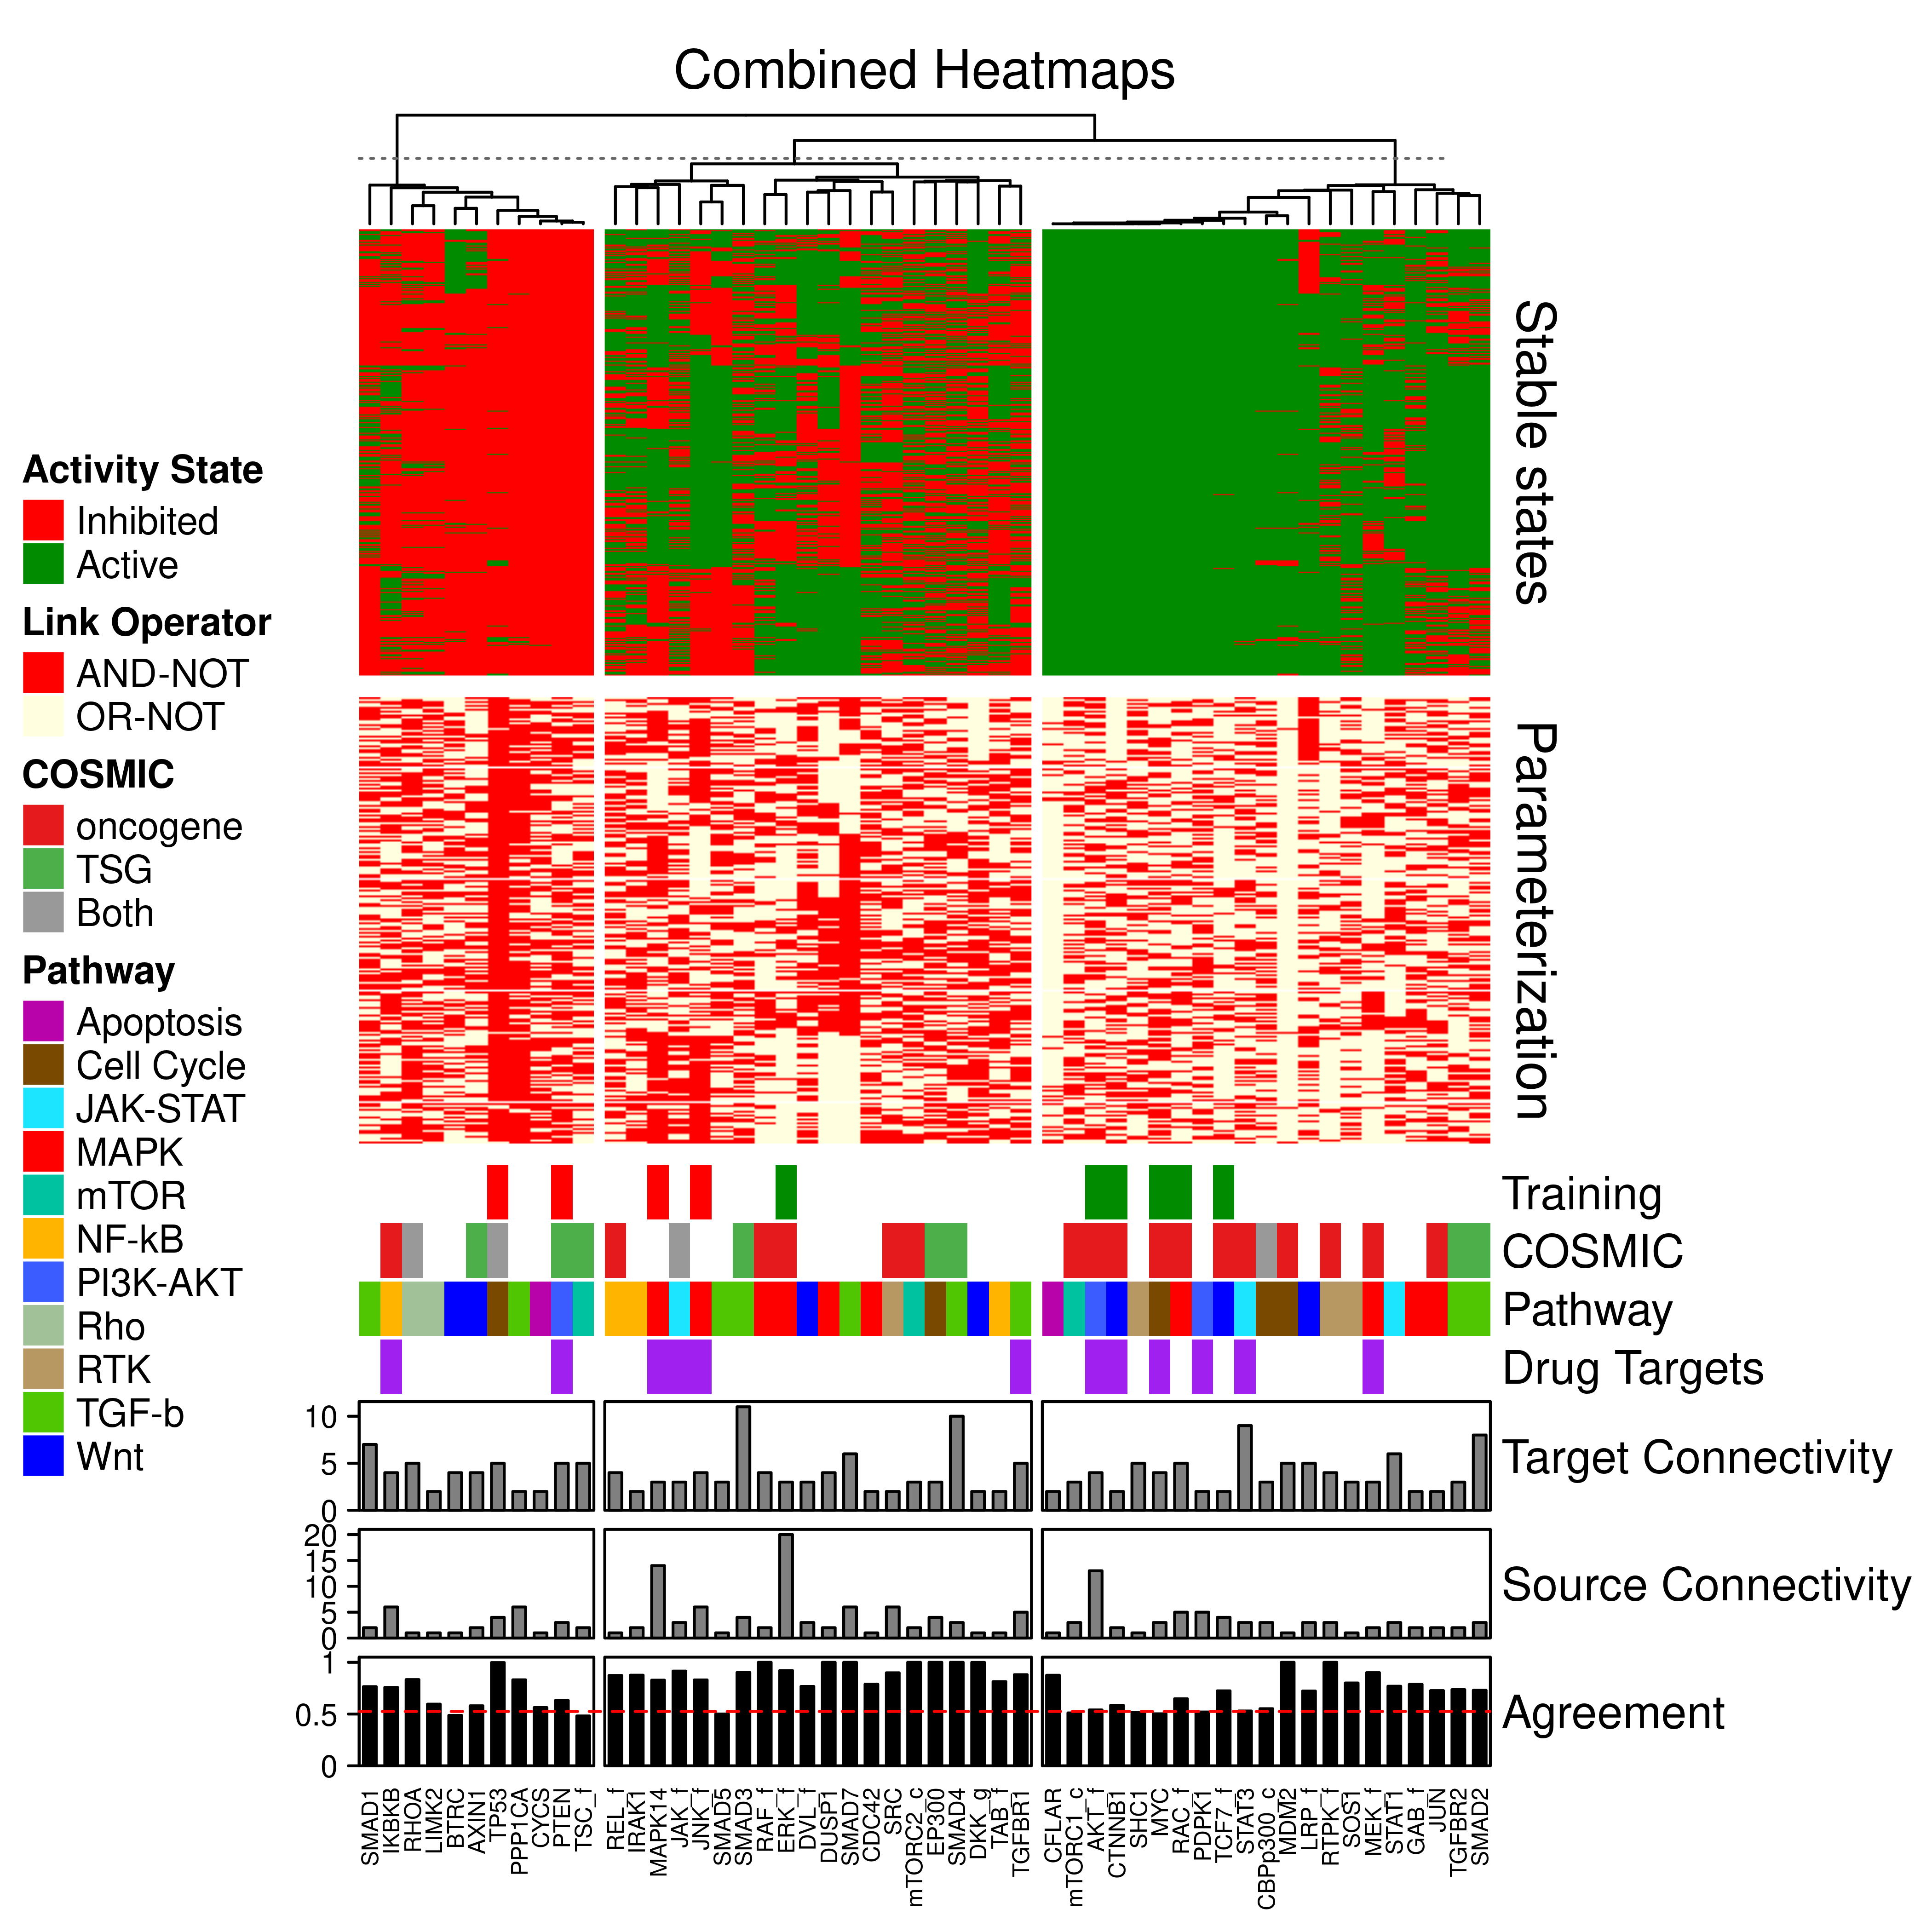 Combined Heatmaps
Activity State
Inhibited
Active
Link Operator
AND-NOT
OR-NOT
COSMIC
oncogene
TSG
Both
Pathway
Apoptosis
Cell Cycle
JAK-STAT
MAPK
mTOR
NF-kB
PI3K-AKT
Rho
RTK
TGF-b
Wnt
Stable states
Parameterization
Training
COSMIC
Pathway
Drug Targets
10
5
0
Target Connectivity
20
15
10
5
0
Source Connectivity
1
0.5
0
Agreement
SMAD1
IKBKB
RHOA
LIMK2
BTRC
AXIN1
TP53
PPP1CA
CYCS
PTEN
TSC_f
REL_f
IRAK1
MAPK14
JAK_f
JNK_f
SMAD5
SMAD3
RAF_f
ERK_f
DVL_f
DUSP1
SMAD7
CDC42
SRC
mTORC2_c
EP300
SMAD4
DKK_g
TAB_f
TGFBR1
CFLAR
mTORC1_c
AKT_f
CTNNB1
SHC1
MYC
RAC_f
PDPK1
TCF7_f
STAT3
CBPp300_c
MDM2
LRP_f
RTPK_f
SOS1
MEK_f
STAT1
GAB_f
JUN
TGFBR2
SMAD2